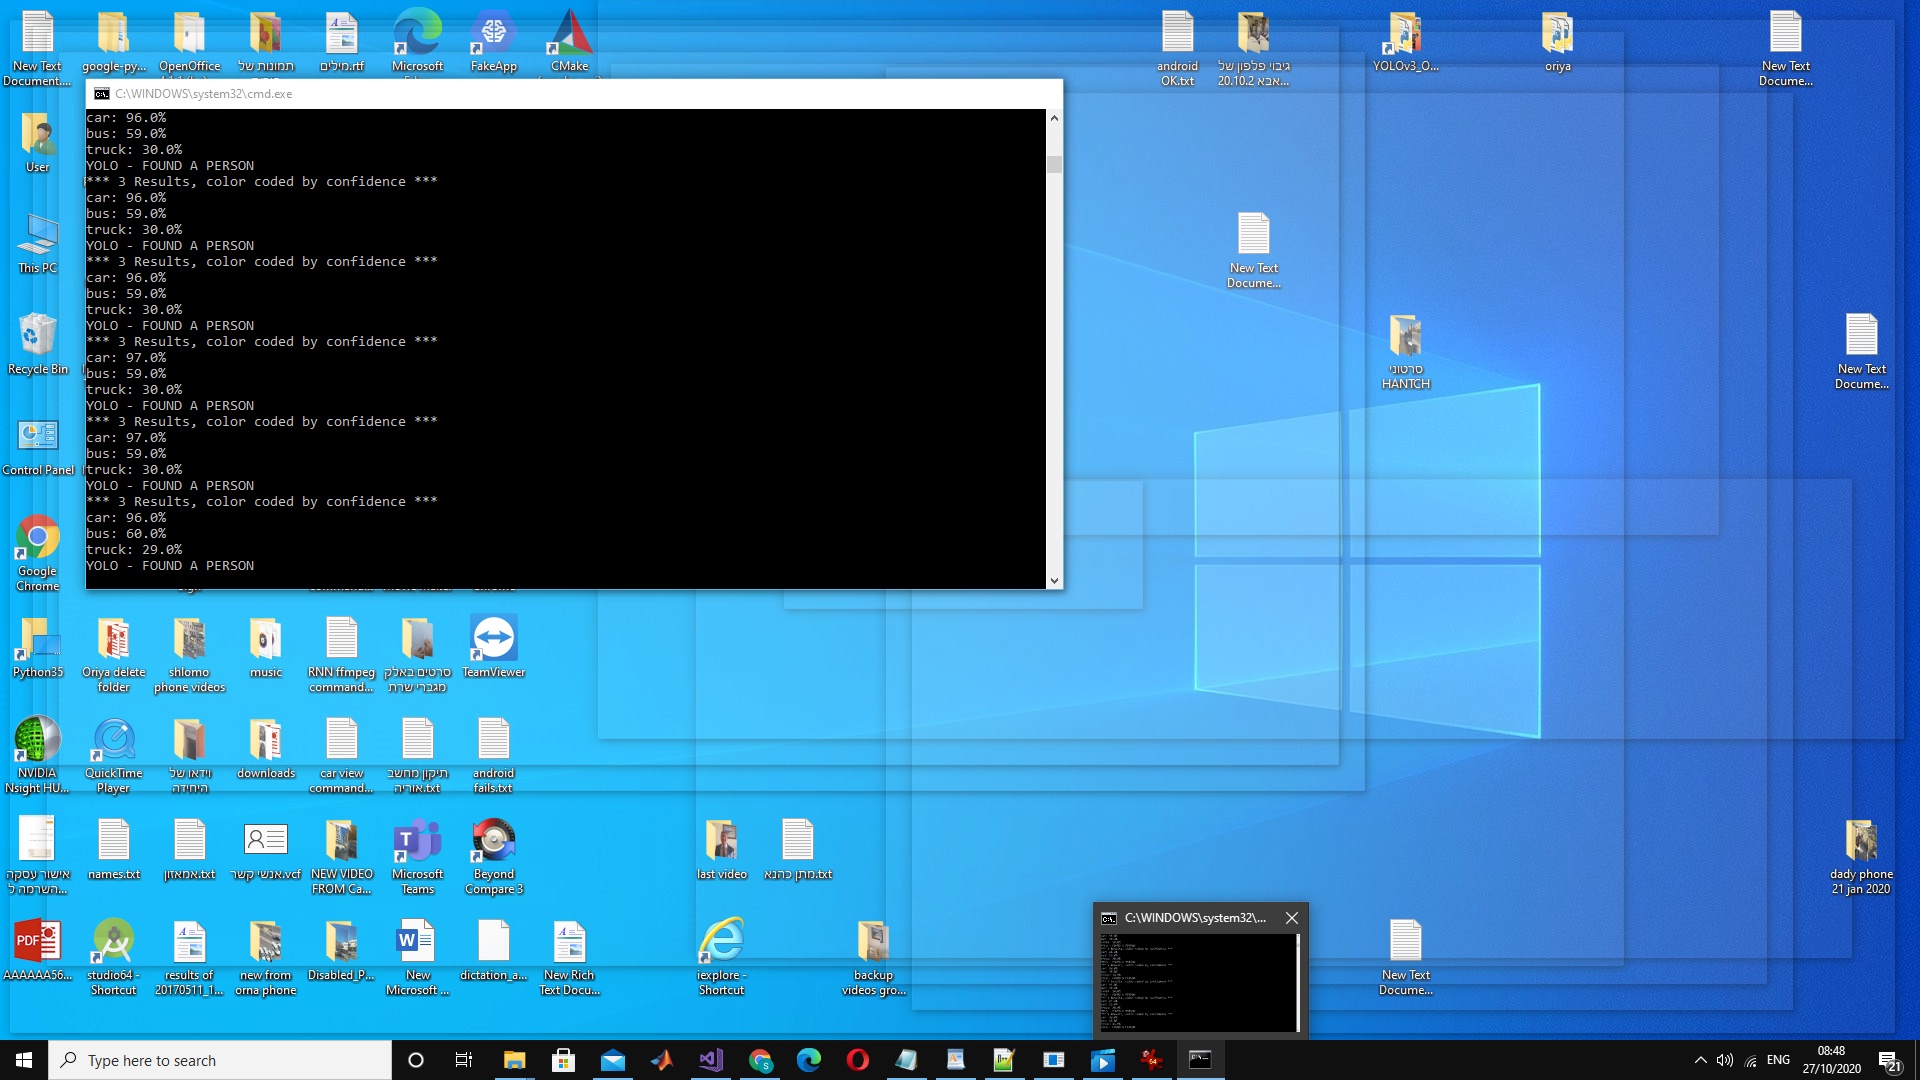 New Text
Document....
google-py...
OpenOffice
תמונות של
מילים.rtf
Microsoft
FakeApp
CMake
android
OK.txt
גיבוי פלפון של
אבא 20.10.2...
YOLOv3_O...
oriya
New Text
Docume...
C:\WINDOWS\system32\cmd.exe
car: 96.0%
bus: 59.0%
truck: 30.0%
YOLO - FOUND A PERSON
*** 3 Results, color coded by confidence ***
car: 96.0%
bus: 59.0%
truck: 30.0%
YOLO - FOUND A PERSON
*** 3 Results, color coded by confidence ***
car: 96.0%
bus: 59.0%
truck: 30.0%
YOLO - FOUND A PERSON
*** 3 Results, color coded by confidence ***
car: 97.0%
bus: 59.0%
truck: 30.0%
YOLO - FOUND A PERSON
*** 3 Results, color coded by confidence ***
car: 97.0%
bus: 59.0%
truck: 30.0%
YOLO - FOUND A PERSON
*** 3 Results, color coded by confidence ***
car: 96.0%
bus: 60.0%
truck: 29.0%
YOLO - FOUND A PERSON
User
This PC
Recycle Bin
Control Panel
Google
Chrome
New Text
Docume...
סרטוני
HANTCH
New Text
Docume...
Python35
Oriya delete
folder
shlomo
phone videos
music
RNN ffmpeg
command...
סרטים באלק
מגברי שרת
TeamViewer
NVIDIA
Nsight HU...
QuickTime
Player
וידאו של
היחידה
downloads
car view
command...
תיקון מחשב
אוריה.txt
android
fails.txt
אישור עסקה
השרמה ל...
names.txt
אמאזון.txt
אנשי קשר.vcf
NEW VIDEO
FROM Ca...
Microsoft
Teams
Beyond
Compare 3
last video
מתן כהנא.txt
dady phone
21 jan 2020
PDF
AAAAAA56...
studio64 -
Shortcut
results of
20170511_1...
new from
orna phone
Disabled_P...
New
Microsoft ...
dictation_a...
New Rich
Text Docu...
iexplore -
Shortcut
backup
videos gro...
New Text
Docume...
C:\WINDOWS\system32\...
Type here to search
ENG
08:48
27/10/2020
21